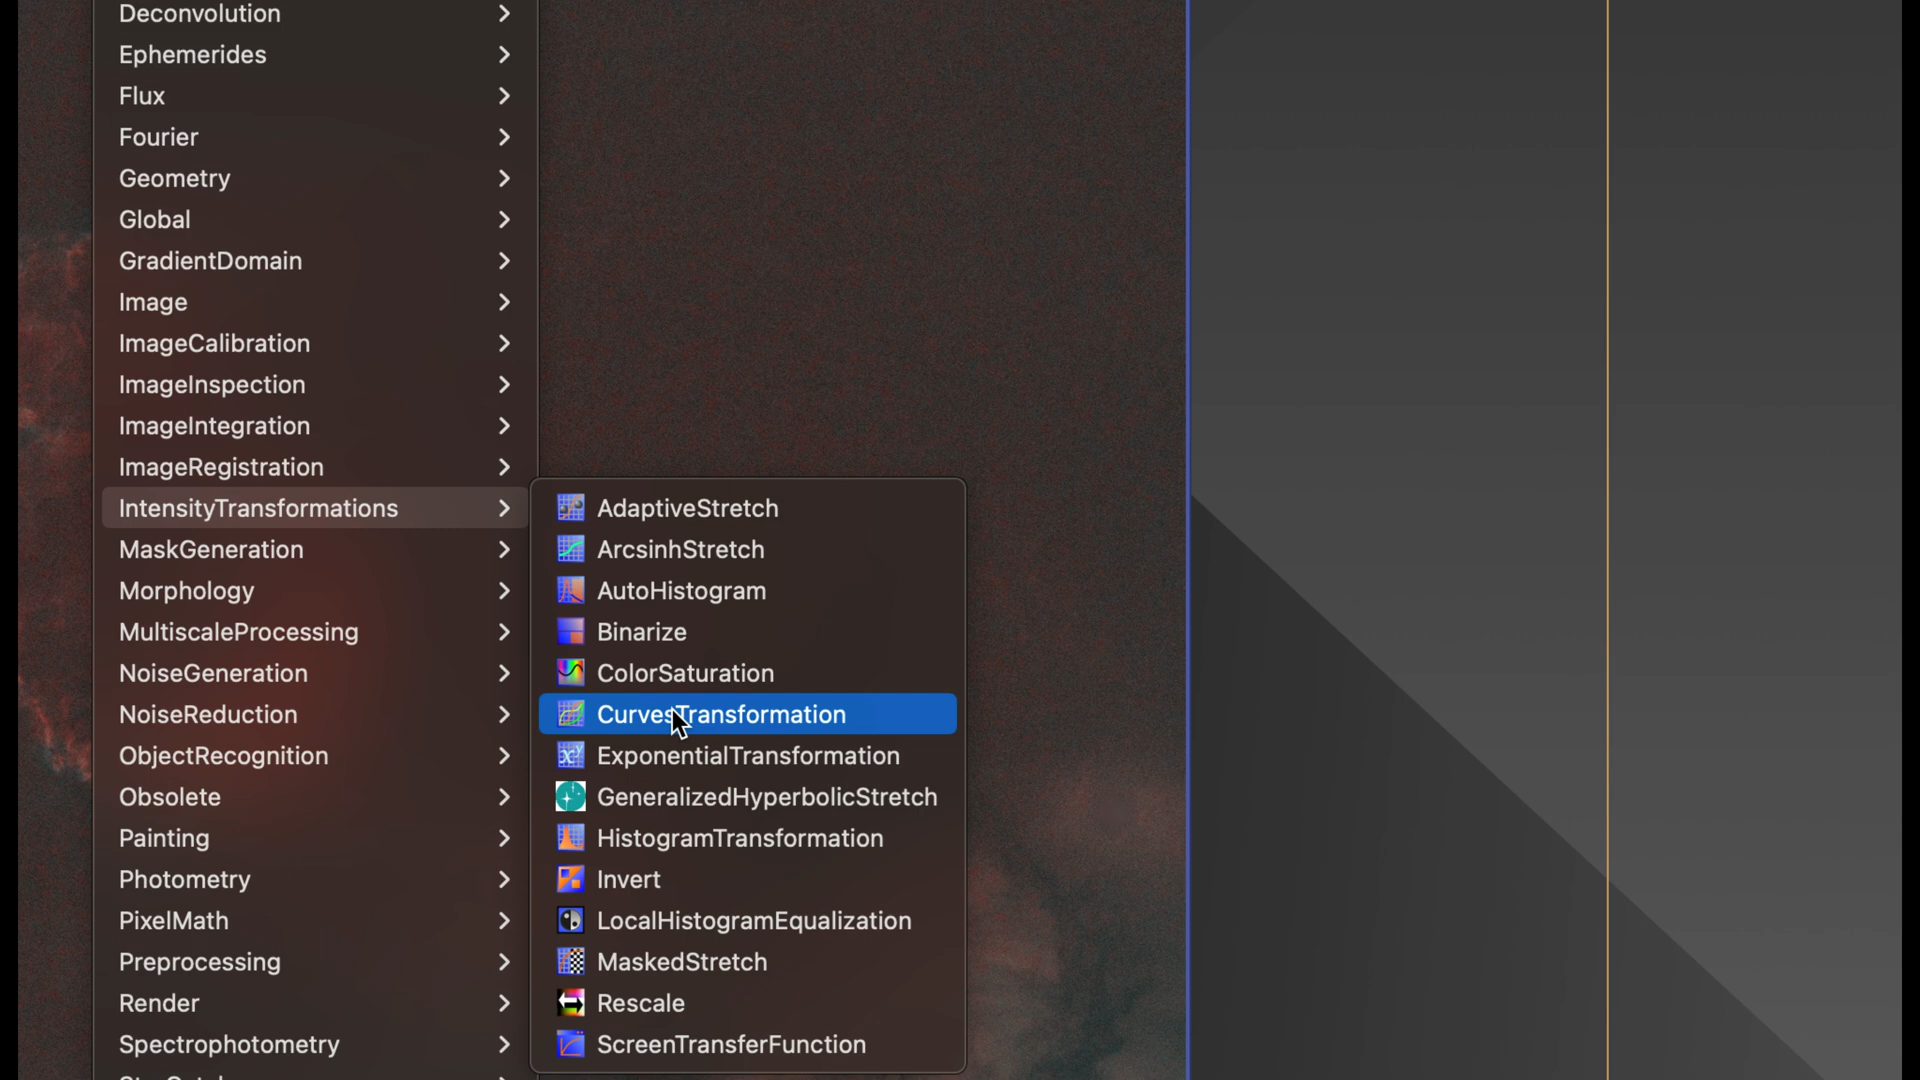 Deconvolution
Ephemerides
Flux
Fourier
Geometry
Global
GradientDomain
Image
ImageCalibration
ImageInspection
ImageIntegration
ImageRegistration
IntensityTransformations
MaskGeneration
Morphology
MultiscaleProcessing
NoiseGeneration
NoiseReduction
ObjectRecognition
Obsolete
Painting
Photometry
PixelMath
Preprocessing
Render
Spectrophotometry
AdaptiveStretch
ArcsinhStretch
AutoHistogram
Binarize
ColorSaturation
CurvesTransformation
ExponentialTransformation
GeneralizedHyperbolicStretch
HistogramTransformation
Invert
LocalHistogramEqualization
MaskedStretch
Rescale
ScreenTransferFunction